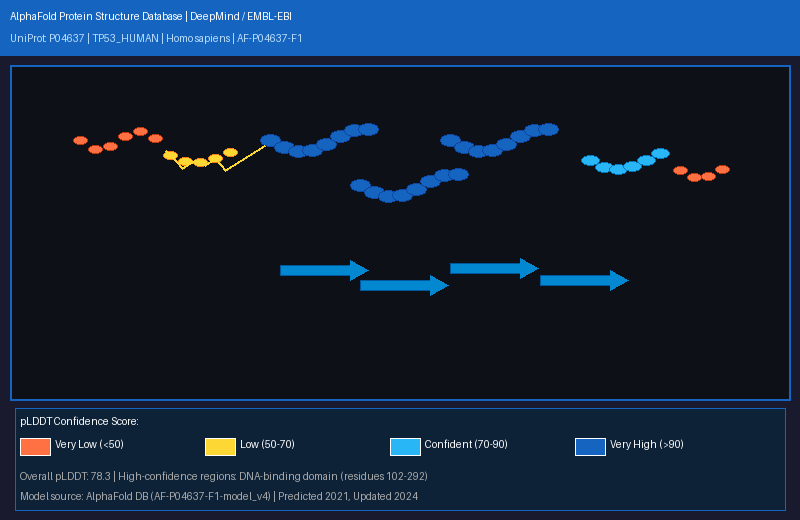 AlphaFold Protein Structure Database | DeepMind / EMBL-EBI
UniProt: P04637 | TP53_HUMAN | Homo sapiens | AF-P04637-F1
pLDDT Confidence Score:
Very Low (<50)
Low (50-70)
Confident (70-90)
Very High (>90)
Overall pLDDT: 78.3 | High-confidence regions: DNA-binding domain (residues 102-292)
Model source: AlphaFold DB (AF-P04637-F1-model_v4) | Predicted 2021, Updated 2024